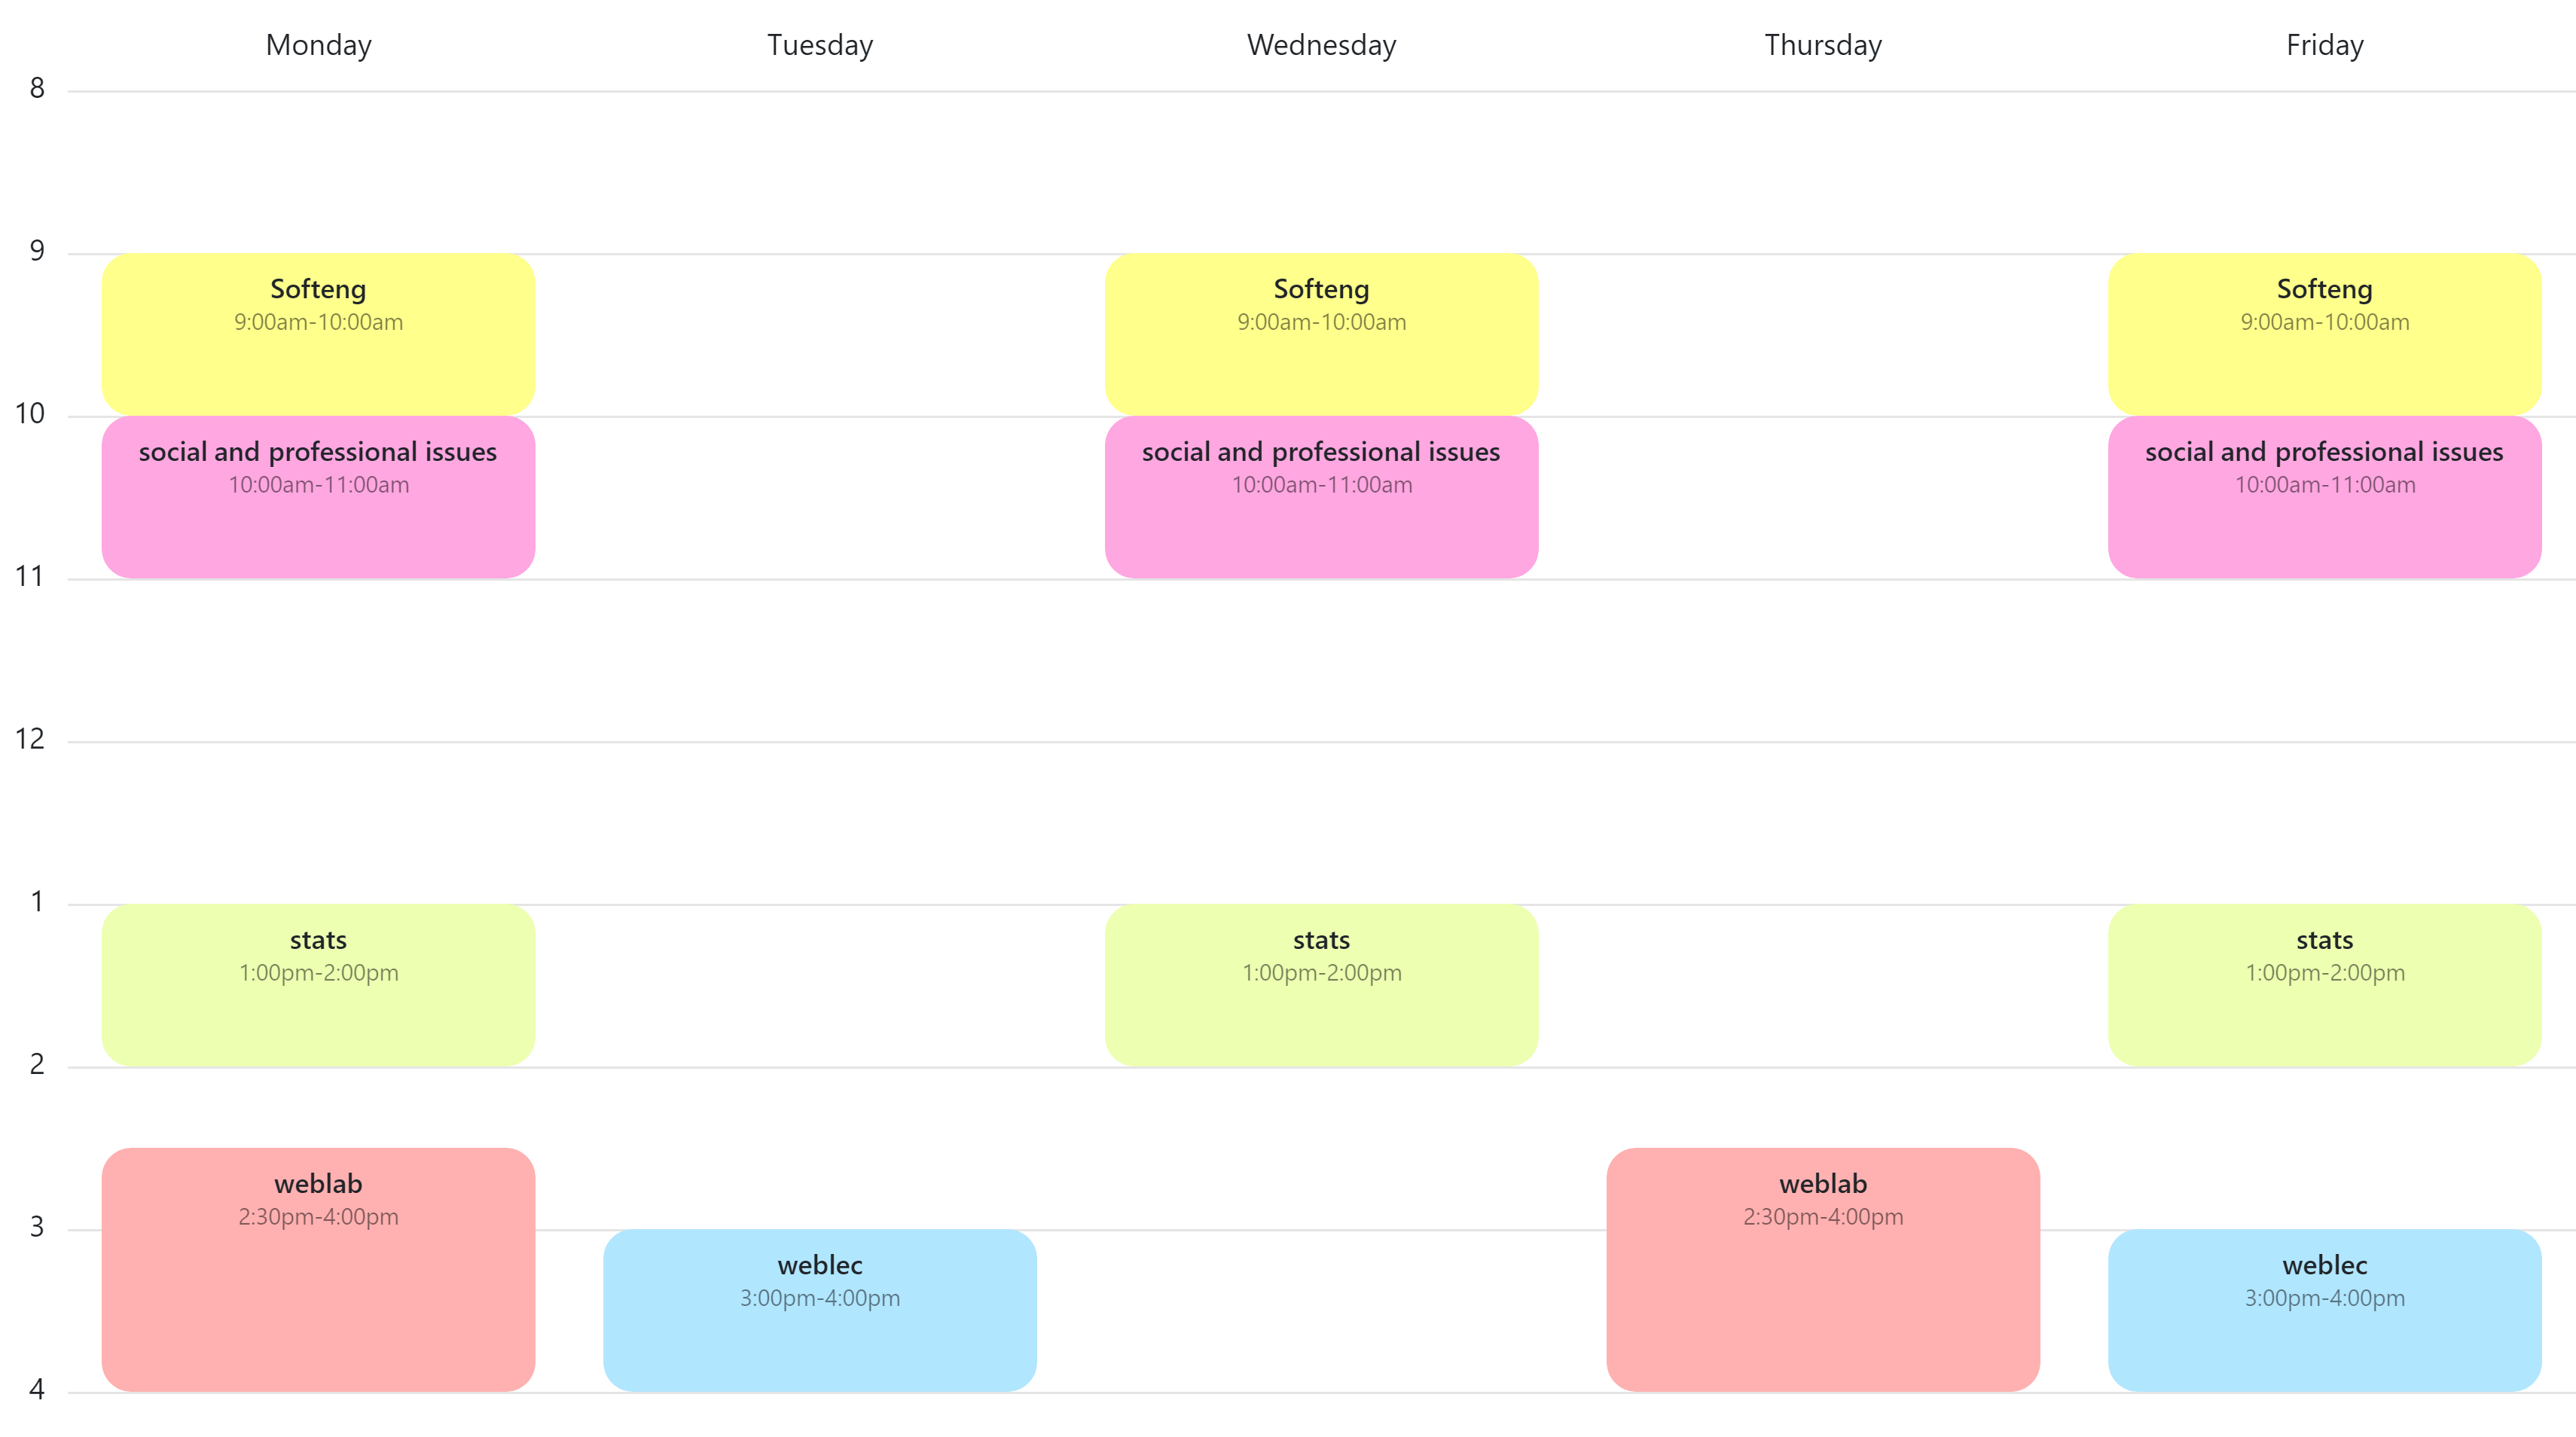 Monday Tuesday Wednesday Thursday Friday
8
9
Softeng Softeng Softeng
9:00am-10:00am 9:00am-10:00am 9:00am-10:00am
10
social and professional issues social and professional issues social and professional issues
10:00am-11:00am 10:00am-11:00am 10:00am-11:00am
11
12
1
stats stats stats
1:00pm-2:00pm 1:00pm-2:00pm 1:00pm-2:00pm
2
weblab weblab
2:30pm-4:00pm 2:30pm-4:00pm
3
weblec weblec
3:00pm-4:00pm 3:00pm-4:00pm
4